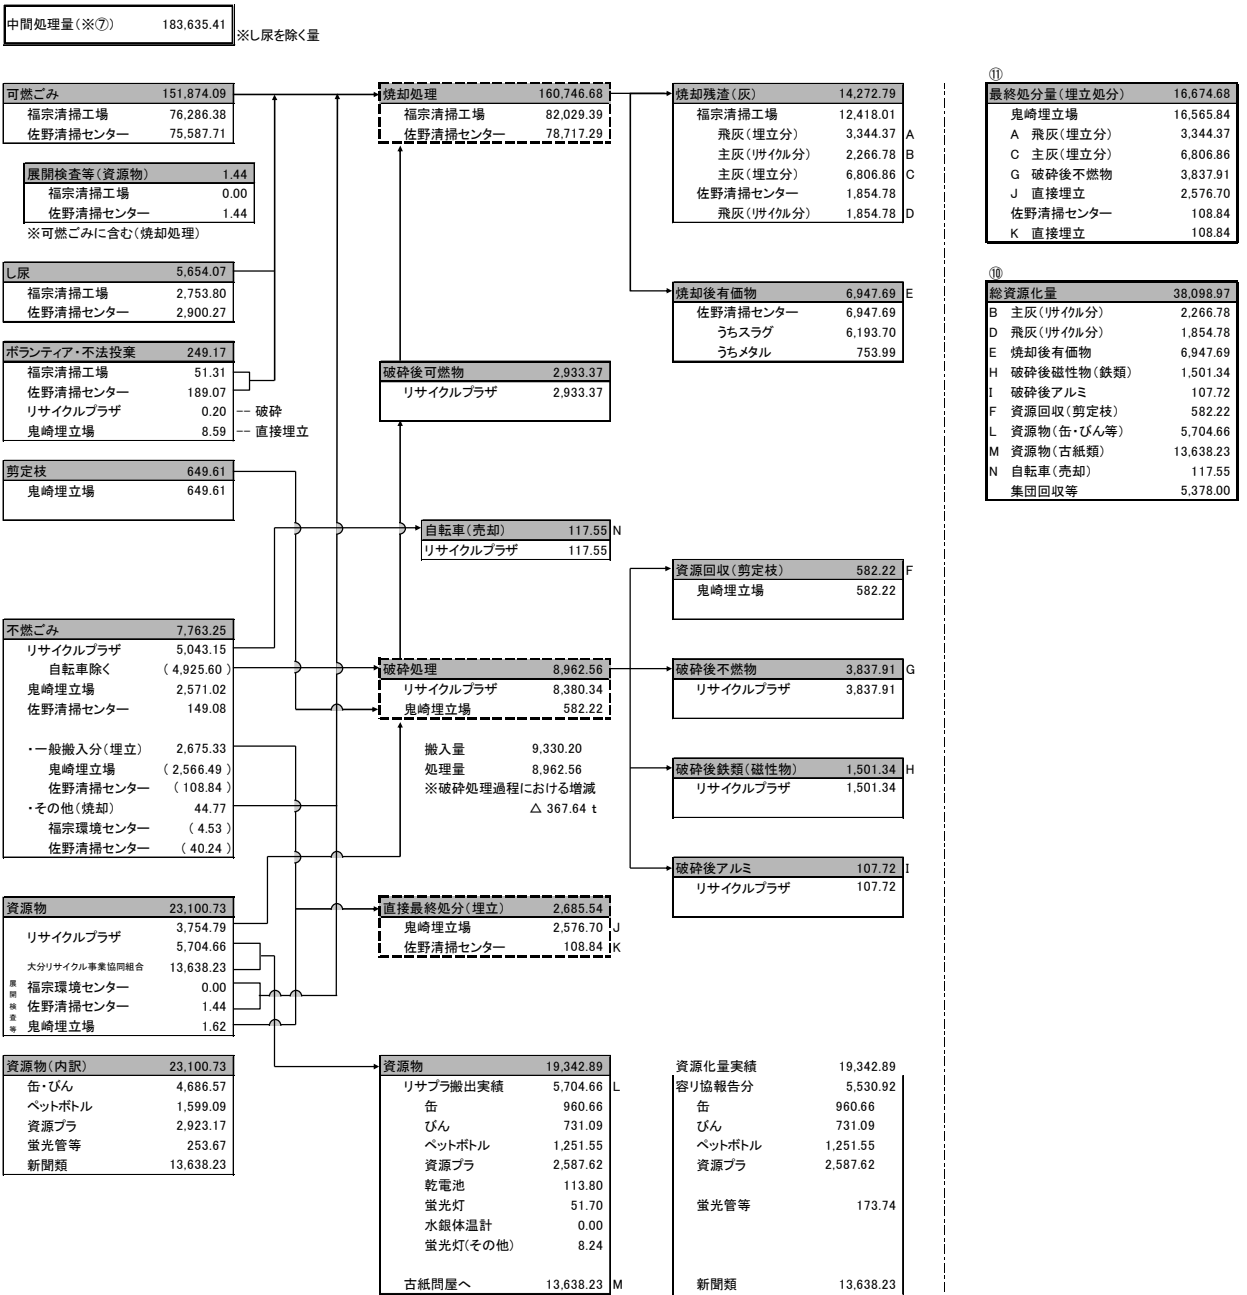 中間処理量(※⑦) 183,635.41
※し尿を除く量
可燃ごみ 151,874.09
福宗清掃工場 76,286.38
佐野清掃センター 75,587.71
展開検査等(資源物) 1.44
福宗清掃工場 0.00
佐野清掃センター 1.44
※可燃ごみに含む(焼却処理)
し尿 5,654.07
福宗清掃工場 2,753.80
佐野清掃センター 2,900.27
ボランティア・不法投棄 249.17
福宗清掃工場 51.31
佐野清掃センター 189.07
リサイクルプラザ 0.20 -- 破砕
鬼崎埋立場 8.59 -- 直接埋立
剪定枝 649.61
鬼崎埋立場 649.61
不燃ごみ 7,763.25
リサイクルプラザ 5,043.15
自転車除く ( 4,925.60 )
鬼崎埋立場 2,571.02
佐野清掃センター 149.08
・一般搬入分(埋立) 2,675.33
鬼崎埋立場 ( 2,566.49 )
佐野清掃センター ( 108.84 )
・その他(焼却) 44.77
福宗環境センター ( 4.53 )
佐野清掃センター ( 40.24 )
資源物 23,100.73
リサイクルプラザ 3,754.79
5,704.66
大分リサイクル事業協同組合 13,638.23
展開検査等
福宗環境センター 0.00
佐野清掃センター 1.44
鬼崎埋立場 1.62
資源物(内訳) 23,100.73
缶・びん 4,686.57
ペットボトル 1,599.09
資源プラ 2,923.17
蛍光管等 253.67
新聞類 13,638.23
焼却処理 160,746.68
福宗清掃工場 82,029.39
佐野清掃センター 78,717.29
破砕後可燃物 2,933.37
リサイクルプラザ 2,933.37
自転車(売却) 117.55 N
リサイクルプラザ 117.55
破砕処理 8,962.56
リサイクルプラザ 8,380.34
鬼崎埋立場 582.22
搬入量 9,330.20
処理量 8,962.56
※破砕処理過程における増減
△ 367.64 t
直接最終処分(埋立) 2,685.54
鬼崎埋立場 2,576.70 J
佐野清掃センター 108.84 K
資源物 19,342.89
リサプラ搬出実績 5,704.66 L
缶 960.66
びん 731.09
ペットボトル 1,251.55
資源プラ 2,587.62
乾電池 113.80
蛍光灯 51.70
水銀体温計 0.00
蛍光灯(その他) 8.24
古紙問屋へ 13,638.23 M
焼却残渣(灰) 14,272.79
福宗清掃工場 12,418.01
飛灰(埋立分) 3,344.37 A
主灰(リサイクル分) 2,266.78 B
主灰(埋立分) 6,806.86 C
佐野清掃センター 1,854.78
飛灰(リサイクル分) 1,854.78 D
焼却後有価物 6,947.69 E
佐野清掃センター 6,947.69
うちスラグ 6,193.70
うちメタル 753.99
資源回収(剪定枝) 582.22 F
鬼崎埋立場 582.22
破砕後不燃物 3,837.91 G
リサイクルプラザ 3,837.91
破砕後鉄類(磁性物) 1,501.34 H
リサイクルプラザ 1,501.34
破砕後アルミ 107.72 I
リサイクルプラザ 107.72
資源化量実績 19,342.89
容リ協報告分 5,530.92
缶 960.66
びん 731.09
ペットボトル 1,251.55
資源プラ 2,587.62
蛍光管等 173.74
新聞類 13,638.23
⑪
最終処分量(埋立処分) 16,674.68
鬼崎埋立場 16,565.84
A 飛灰(埋立分) 3,344.37
C 主灰(埋立分) 6,806.86
G 破砕後不燃物 3,837.91
J 直接埋立 2,576.70
佐野清掃センター 108.84
K 直接埋立 108.84
⑩
総資源化量 38,098.97
B 主灰(リサイクル分) 2,266.78
D 飛灰(リサイクル分) 1,854.78
E 焼却後有価物 6,947.69
H 破砕後磁性物(鉄類) 1,501.34
I 破砕後アルミ 107.72
F 資源回収(剪定枝) 582.22
L 資源物(缶・びん等) 5,704.66
M 資源物(古紙類) 13,638.23
N 自転車(売却) 117.55
集団回収等 5,378.00